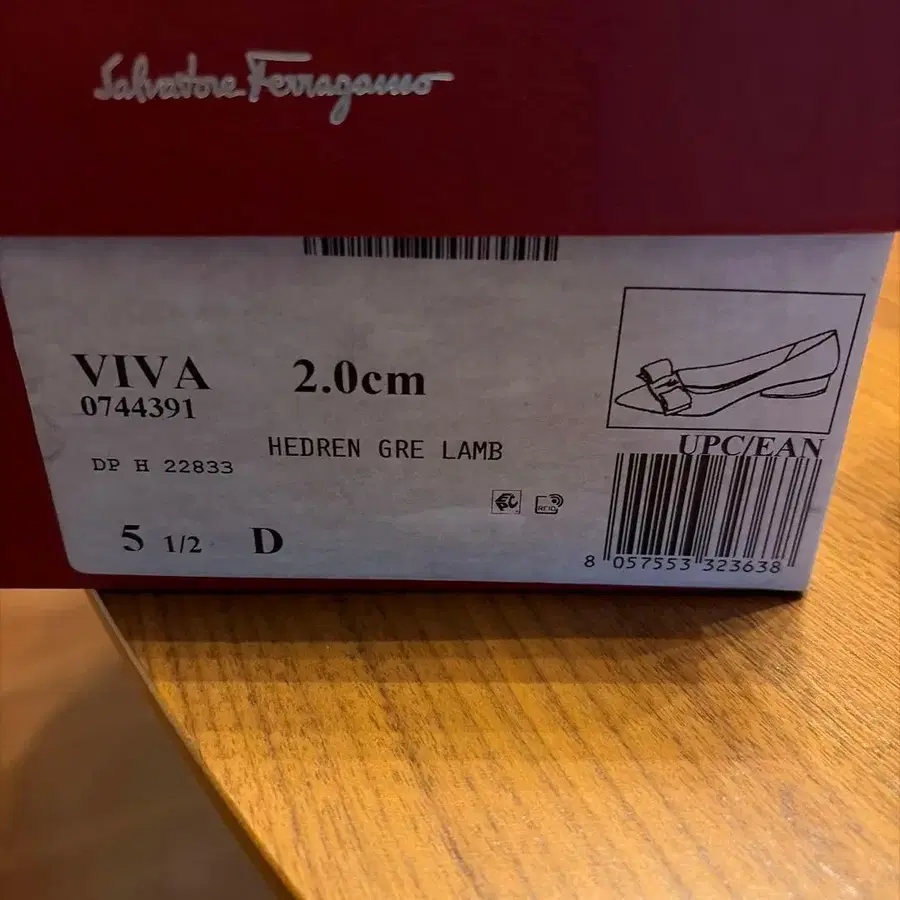 Salvatore Ferragamo
VIVA 2.0cm
0744391
HEDREN GRE LAMB
DP H 22833
UPC/EAN
RFID
5 1/2 D
8 057553 323638